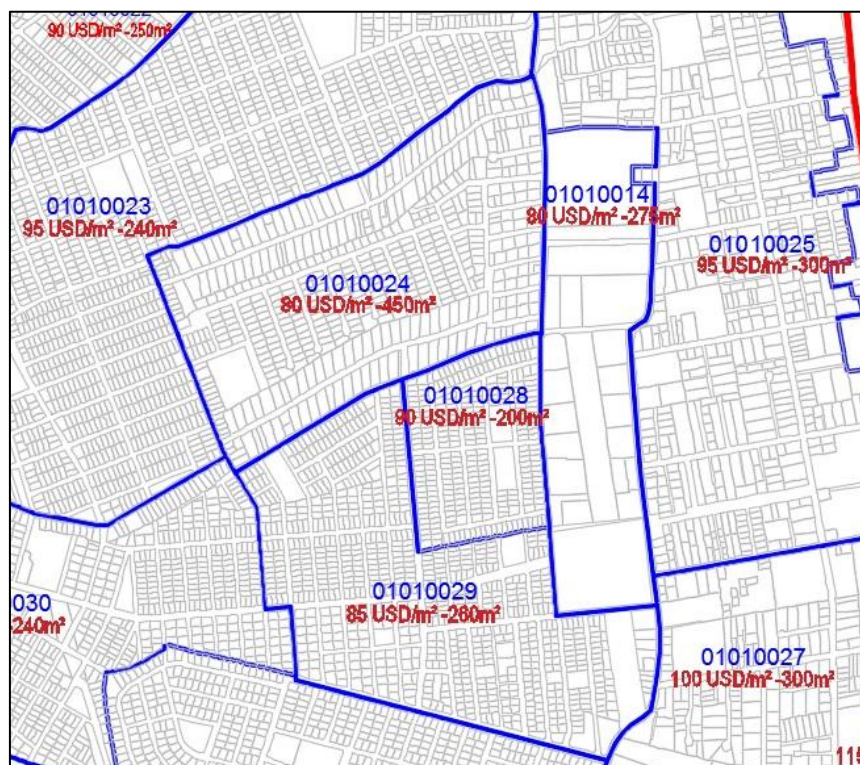 90 USD/m² -250m²
01010023
95 USD/m² -240m²
01010014
80 USD/m² -275m²
01010025
95 USD/m² -300m²
01010024
80 USD/m² -450m²
01010028
90 USD/m² -200m²
01010029
85 USD/m² -260m²
030
-240m²
01010027
100 USD/m² -300m²